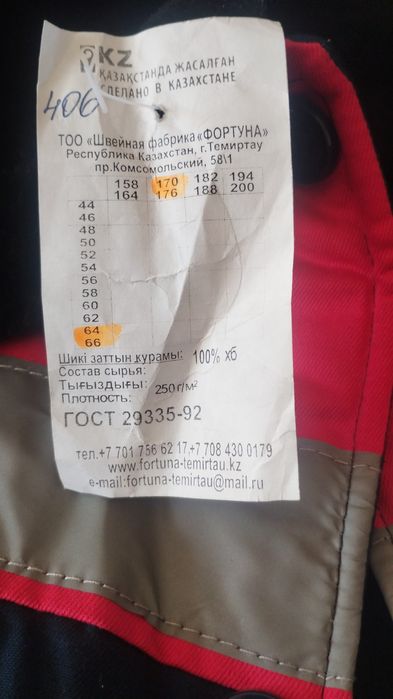 KZ
ҚАЗАҚСТАНДА ЖАСАЛҒАН
СДЕЛАНО В КАЗАХСТАНЕ
406
ТОО «Швейная фабрика«ФОРТУНА»
Республика Казахстан, г.Темиртау
пр.Комсомольский, 58\1
158 170 182 194
164 176 188 200
44
46
48
50
52
54
56
58
60
62
64
66
Шикі заттын курамы: 100% хб
Состав сырья:
Тығыздығы: 250 г/м²
Плотность:
ГОСТ 29335-92
тел.+7 701 756 62 17,+7 708 430 0179
www.fortuna-temirtau.kz
e-mail:fortuna-temirtau@mail.ru